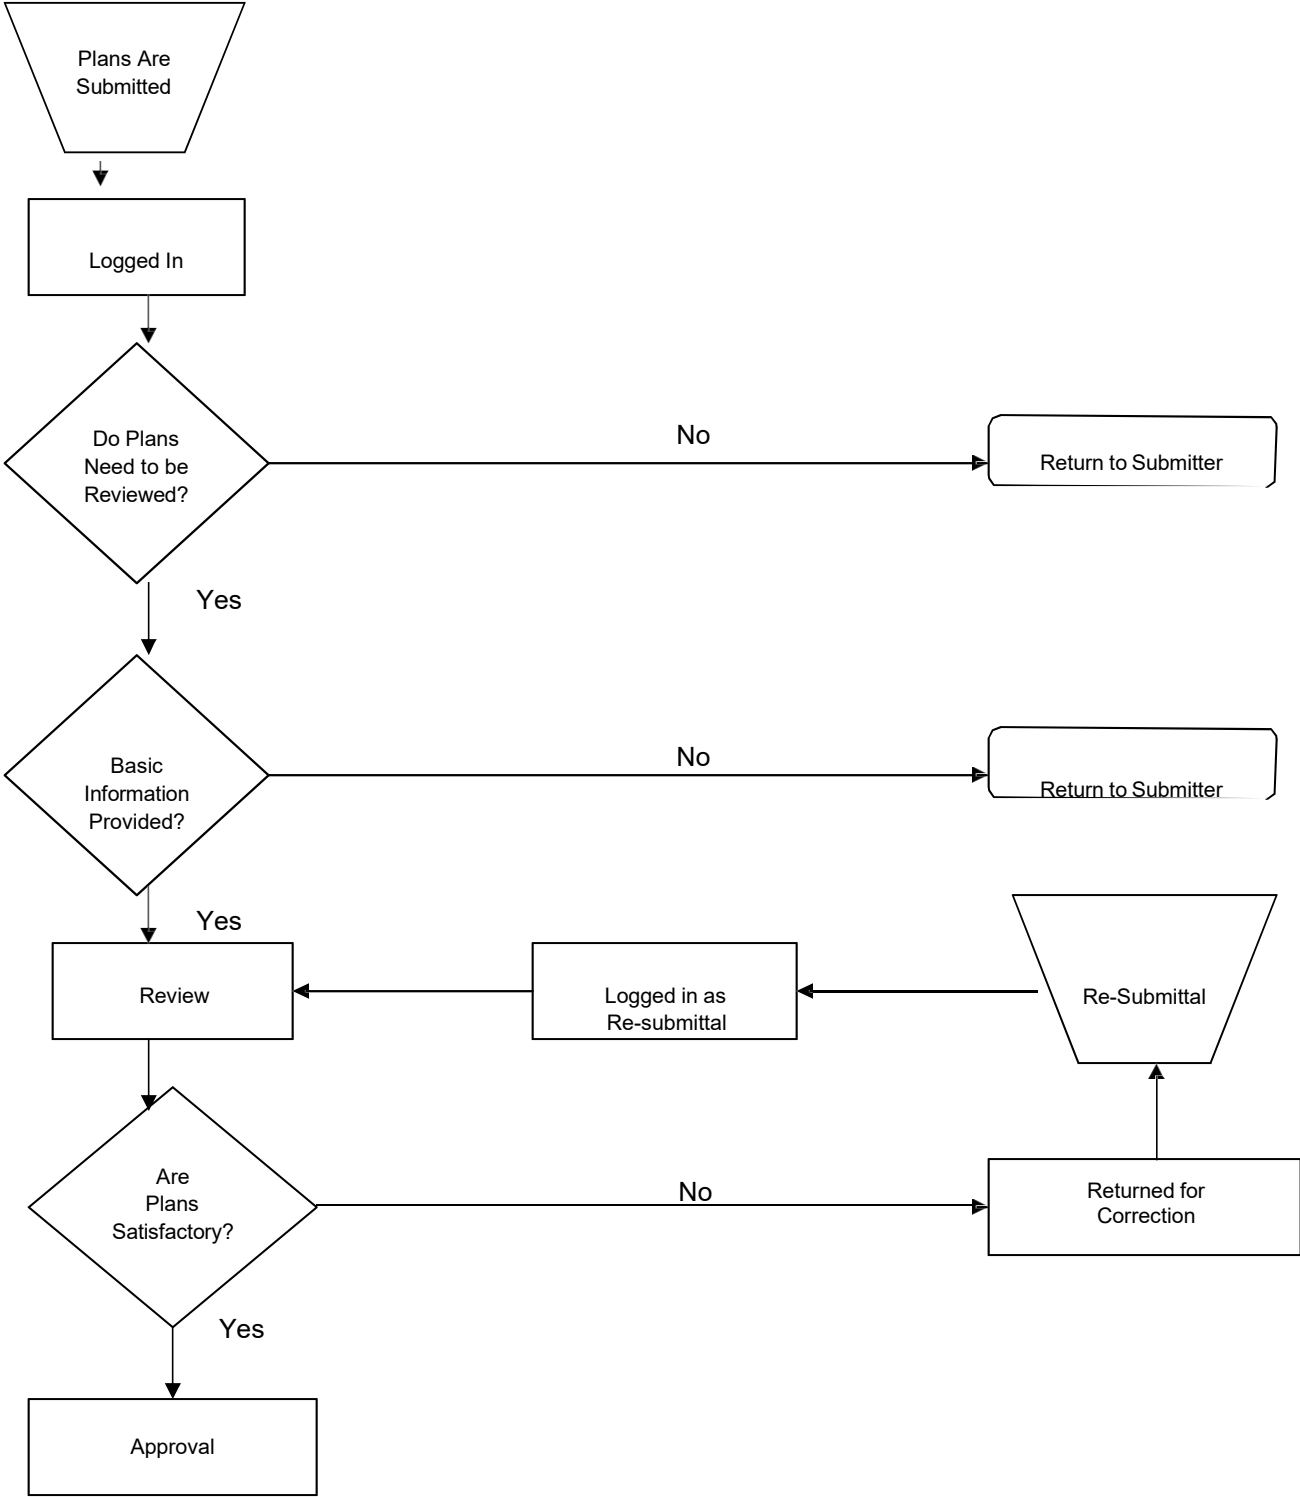 Plans Are
Submitted
Logged In
Do Plans
Need to be
Reviewed?
No
Return to Submitter
Yes
Basic
Information
Provided?
No
Return to Submitter
Yes
Review
Logged in as
Re-submittal
Re-Submittal
Are
Plans
Satisfactory?
No
Returned for
Correction
Yes
Approval